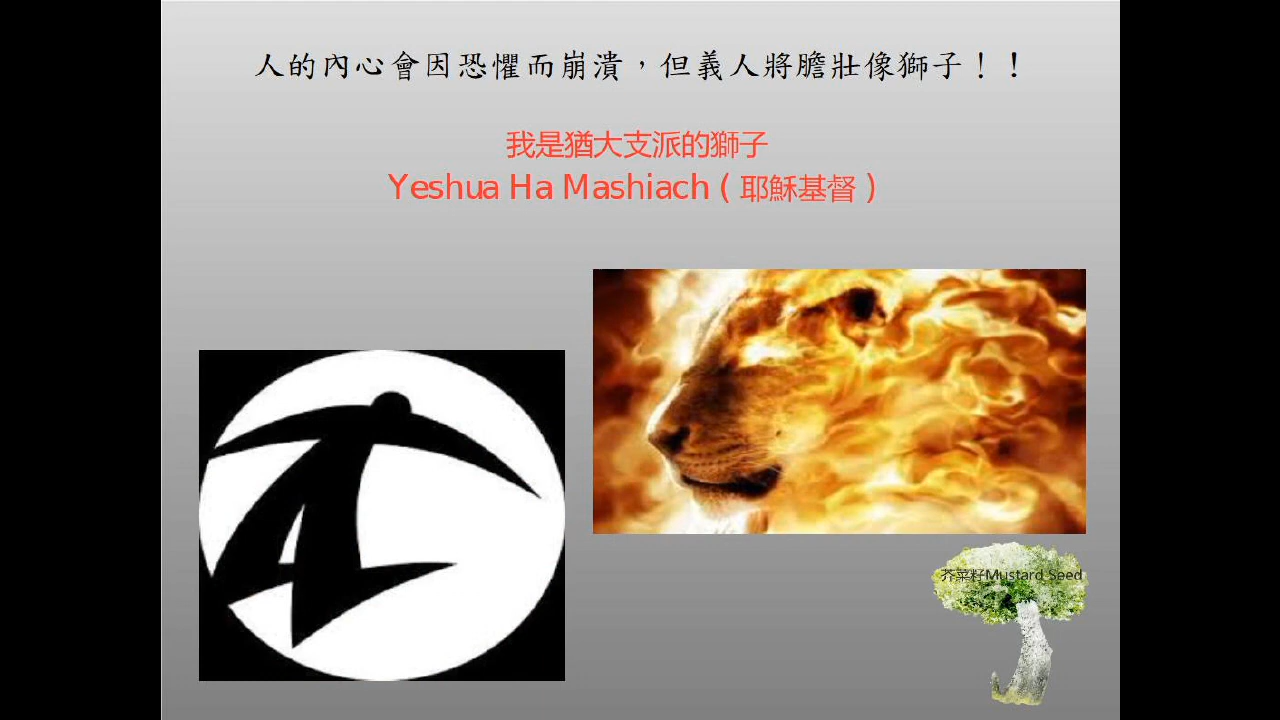 人的內心會因恐懼而崩潰，但義人將膽壯像獅子！！
我是猶大支派的獅子
Yeshua Ha Mashiach ( 耶穌基督 )
芥菜籽Mustard Seed